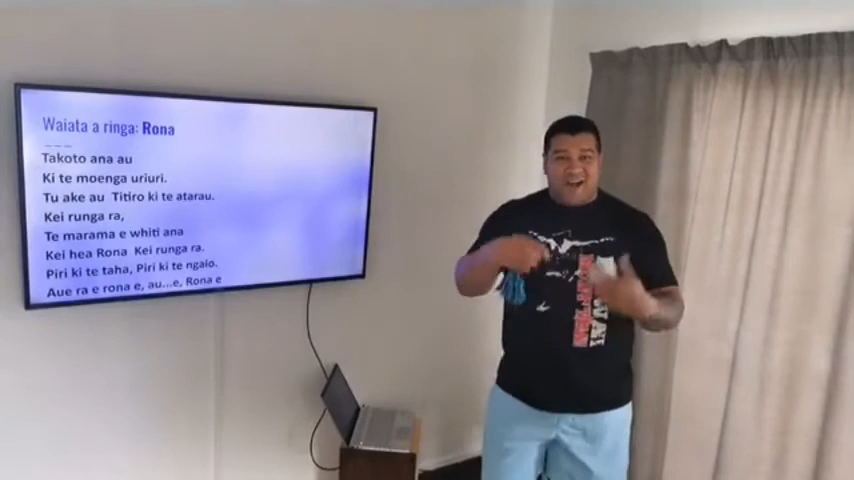 Waiata a ringa: Rona
Takoto ana au
Ki te moenga uriuri.
Tu ake au  Titiro ki te atarau.
Kei runga ra,
Te marama e whiti ana
Kei hea Rona  Kei runga ra.
Piri ki te taha, Piri ki te ngaio.
Aue ra e rona e, au...e, Rona e
MOUNTAIN